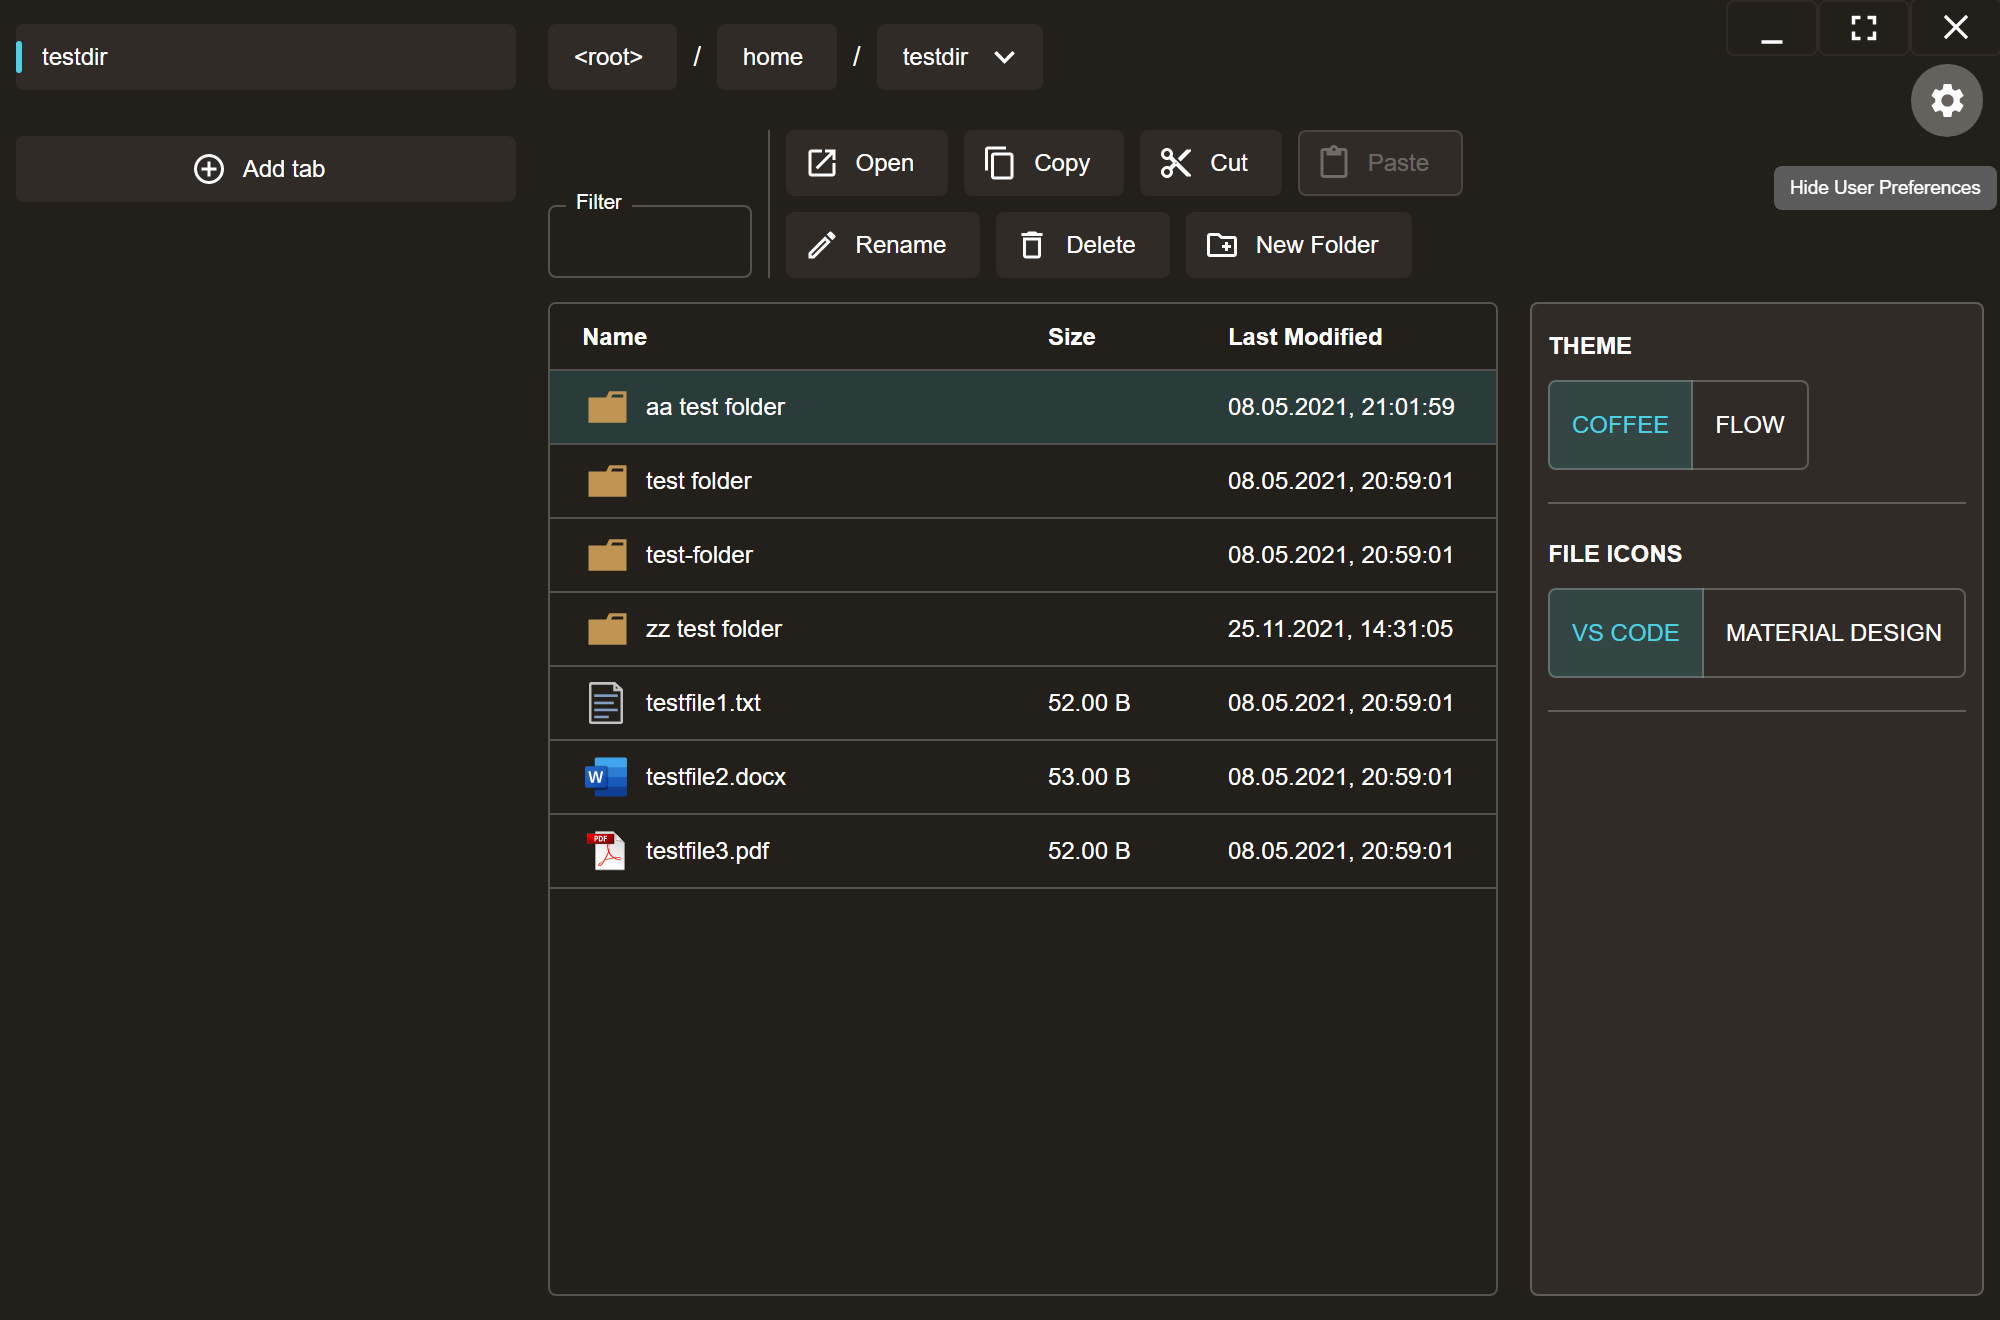 testdir
Add tab
<root> / home / testdir
Filter
Open Copy Cut Paste
Rename Delete New Folder
Hide User Preferences
Name Size Last Modified
aa test folder 08.05.2021, 21:01:59
test folder 08.05.2021, 20:59:01
test-folder 08.05.2021, 20:59:01
zz test folder 25.11.2021, 14:31:05
testfile1.txt 52.00 B 08.05.2021, 20:59:01
W testfile2.docx 53.00 B 08.05.2021, 20:59:01
PDF testfile3.pdf 52.00 B 08.05.2021, 20:59:01
THEME
COFFEE FLOW
FILE ICONS
VS CODE MATERIAL DESIGN